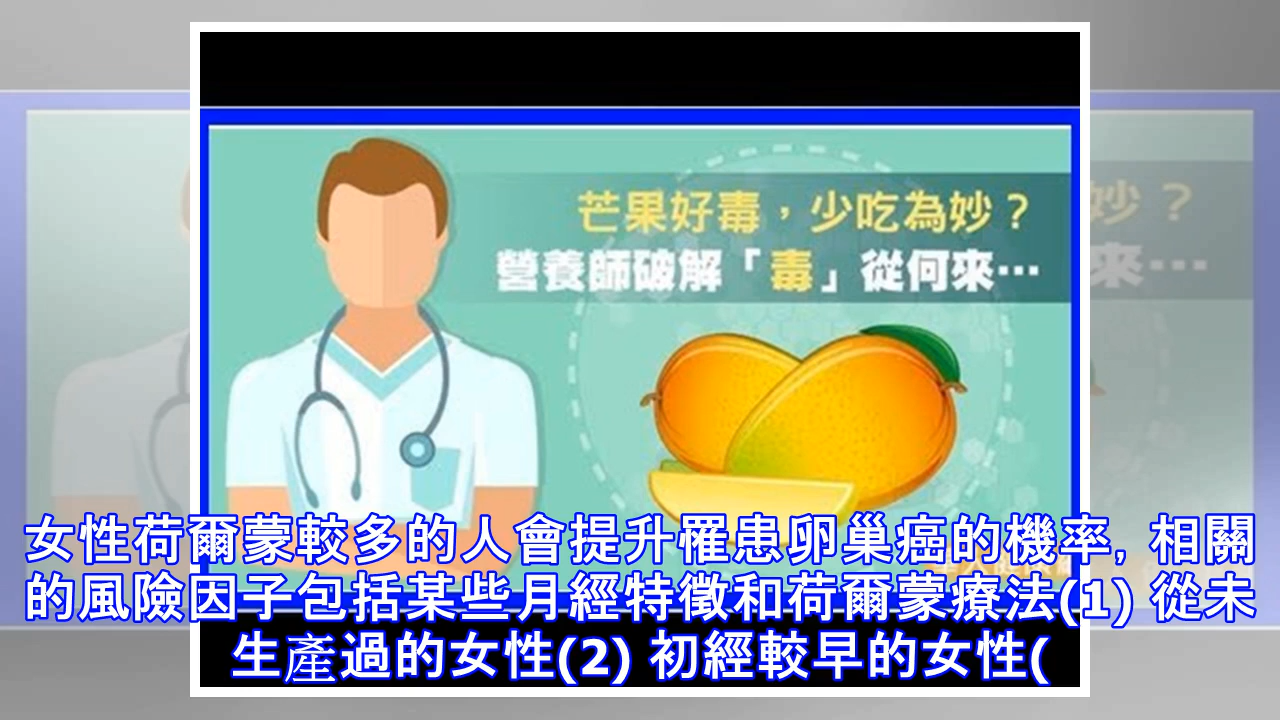 芒果好毒，少吃為妙？
營養師破解「毒」從何來…
妙？
來…
女性荷爾蒙較多的人會提升罹患卵巢癌的機率, 相關
的風險因子包括某些月經特徵和荷爾蒙療法(1) 從未
生產過的女性(2) 初經較早的女性(